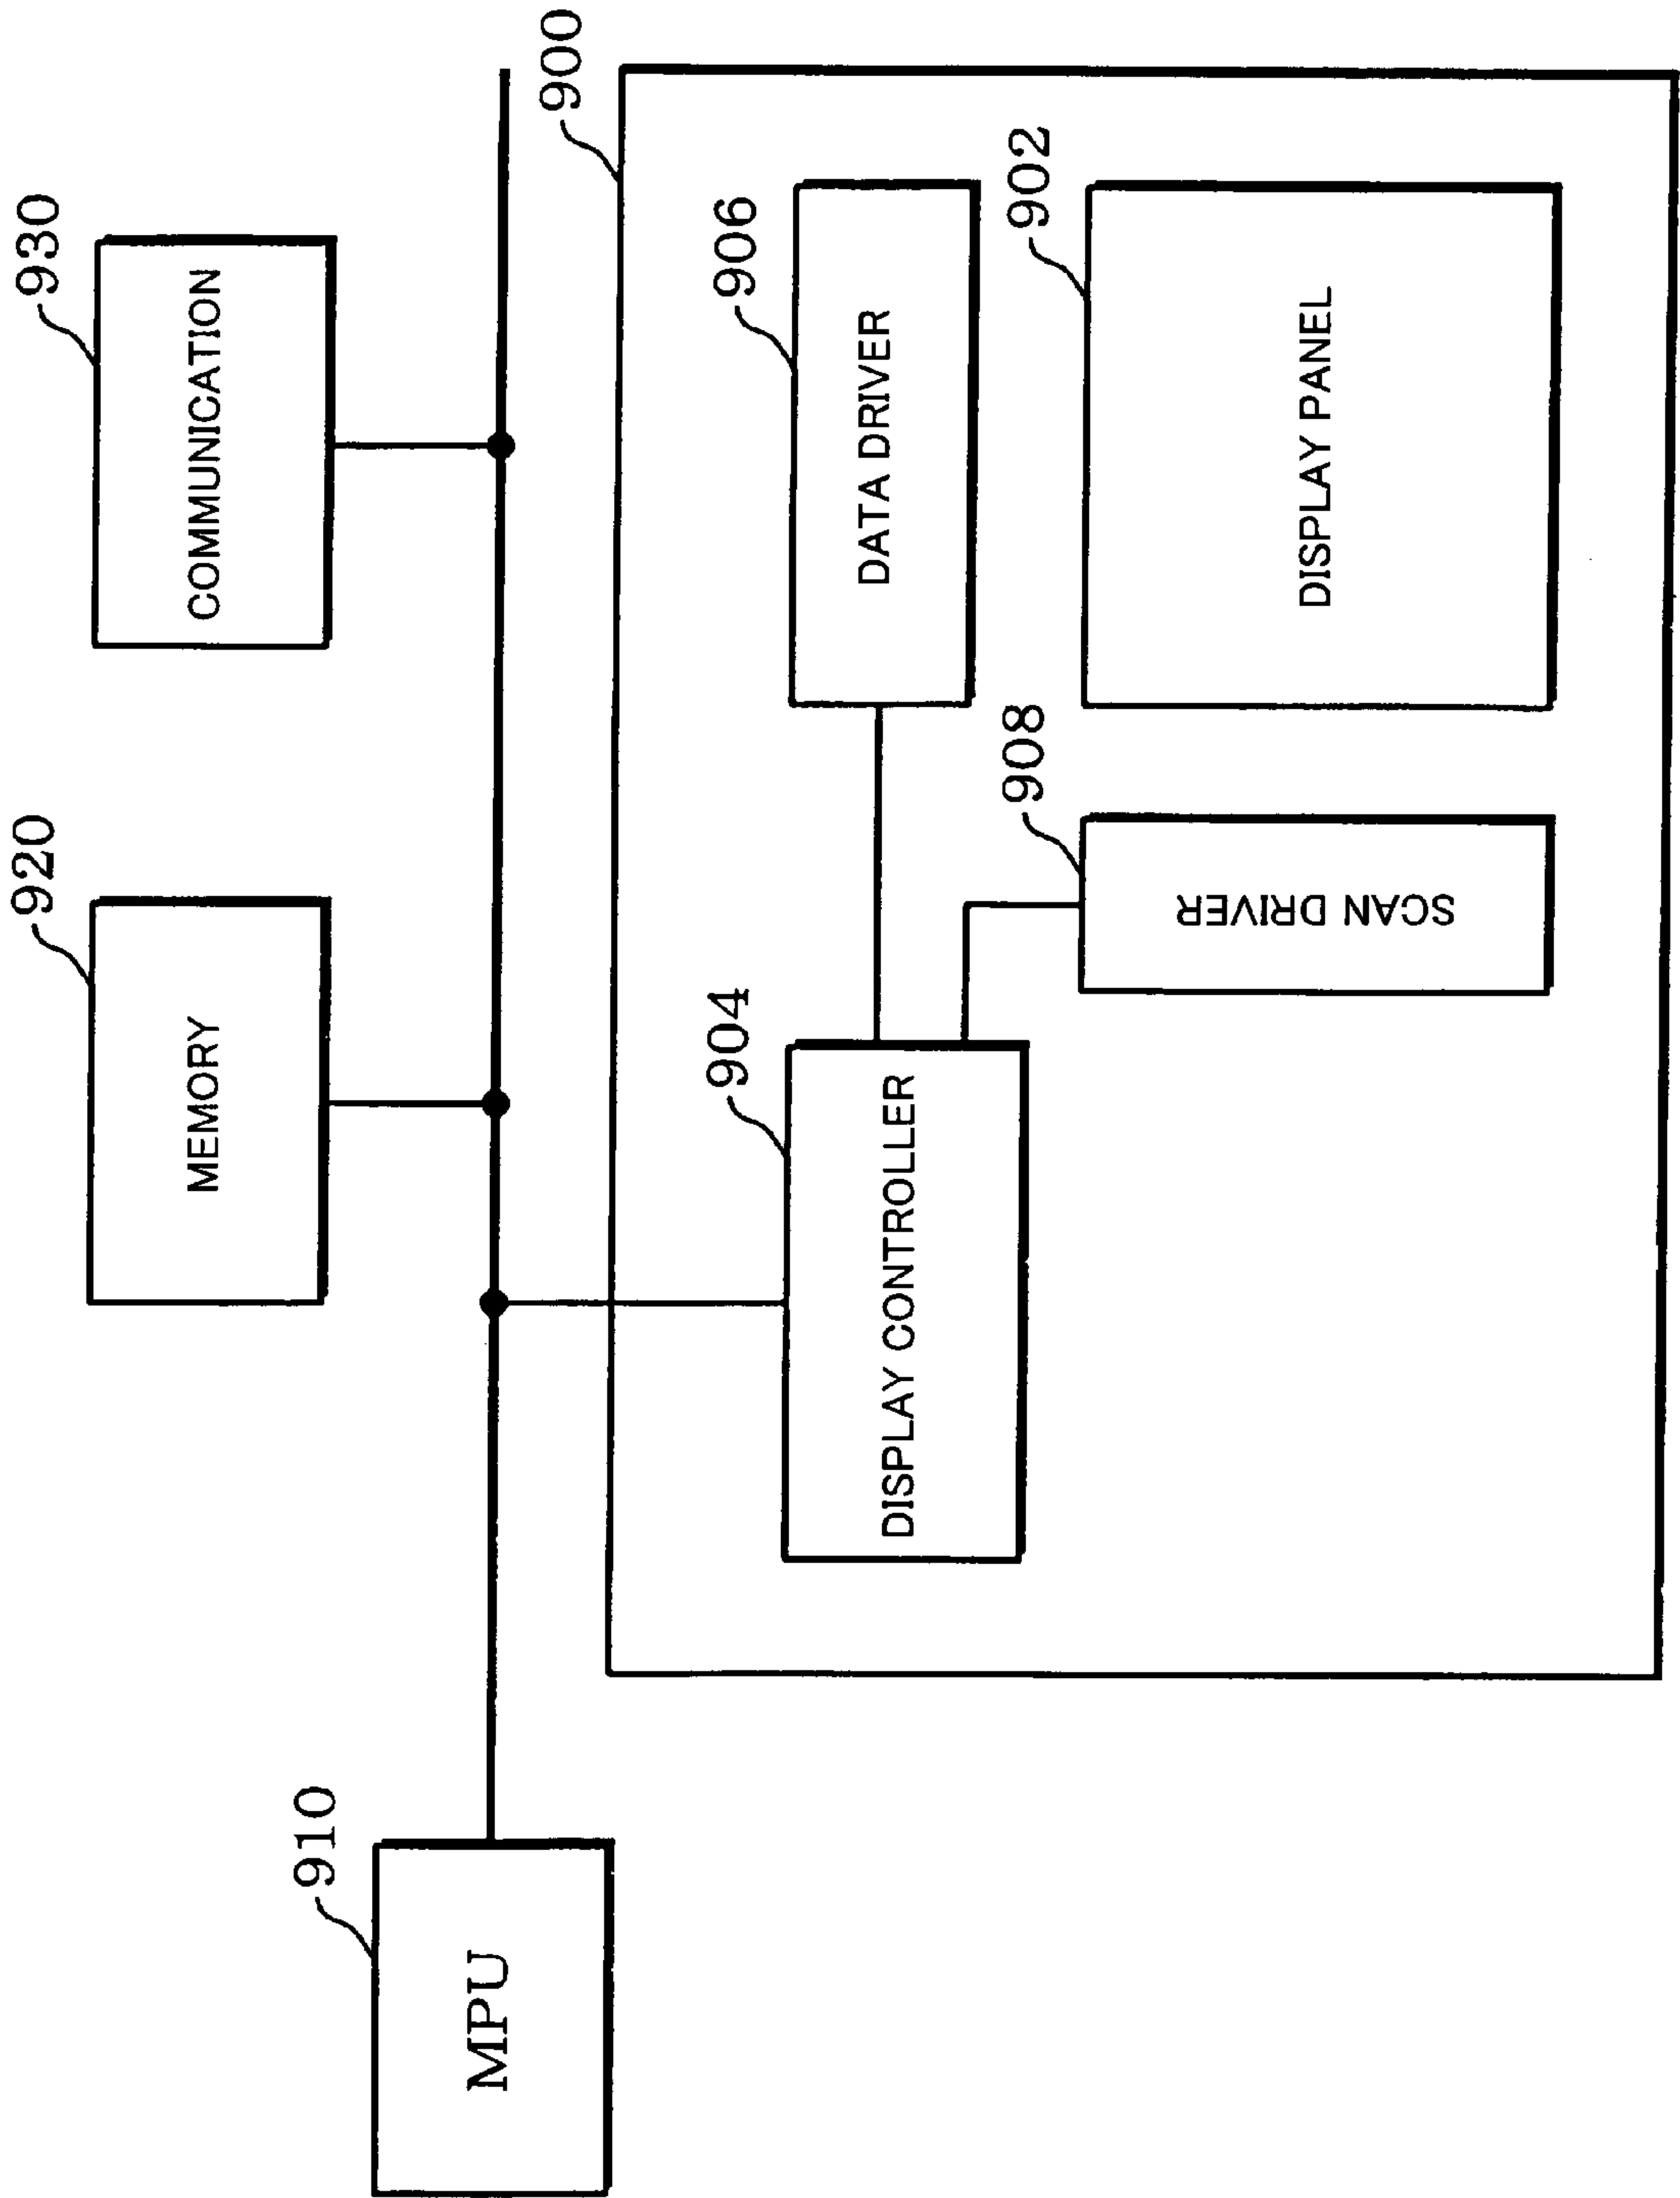 930
COMMUNICATION
920
MEMORY
910
MPU
900
906
DATA DRIVER
904
DISPLAY CONTROLLER
902
DISPLAY PANEL
908
SCAN DRIVER